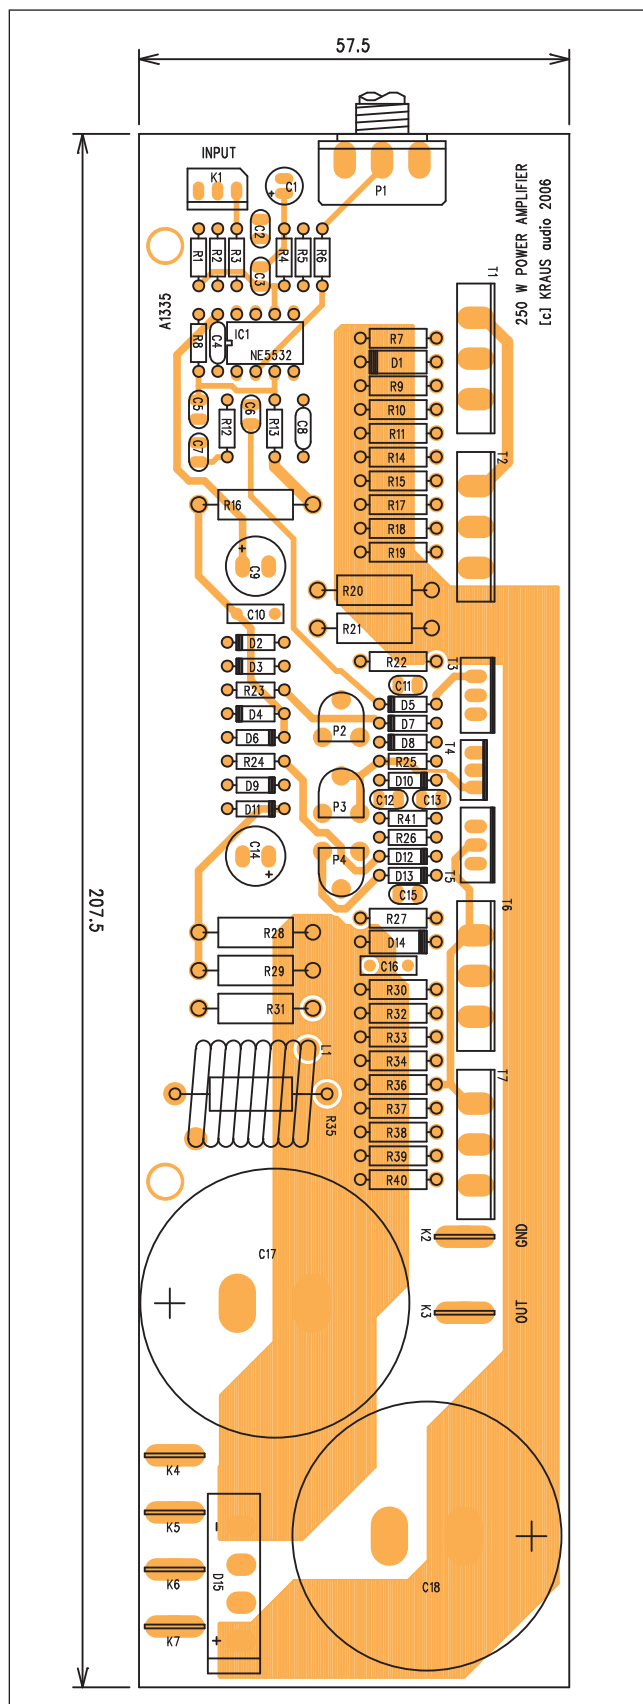 57.5
INPUT
K1
C1
P1
250 W POWER AMPLIFIER
[c] KRAUS audio 2006
C2
R1
R2
R3
R4
R5
R6
C3
T1
A1335
R8
C4
IC1
NE5532
R7
D1
R9
R10
R11
R14
R15
R17
R18
R19
C5
C6
C7
R12
R13
C8
T2
R16
C9
+
C10
R20
R21
D2
D3
R23
D4
D6
R24
D9
D11
R22
C11
T3
P2
D5
D7
D8
R25
D10
T4
P3
C12
C13
R41
R26
D12
D13
C15
T5
P4
C14
+
207.5
T6
R27
D14
C16
R28
R29
R31
R30
R32
R33
R34
R36
R37
R38
R39
R40
L1
R35
T7
K2
GND
K3
OUT
C17
+
K4
K5
K6
K7
-
D15
+
C18
+